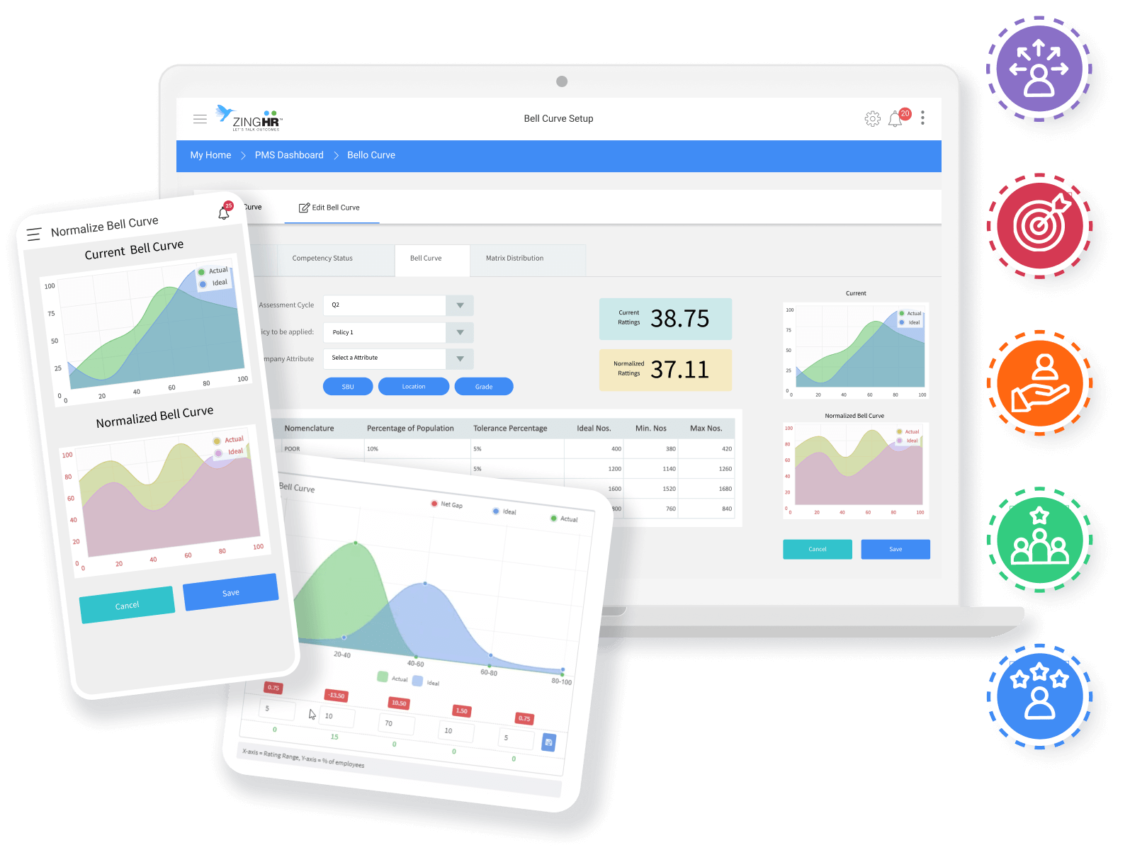 ZINGHR™
LET'S TALK OUTCOMES
Bell Curve Setup
20
My Home > PMS Dashboard > Bello Curve
Curve
Edit Bell Curve
Competency Status
Bell Curve
Matrix Distribution
Assessment Cycle
Q2
cy to be applied:
Policy 1
mpany Attribute
Select a Attribute
SBU
Location
Grade
Current
Rattings
38.75
Normalized
Rattings
37.11
Nomenclature Percentage of Population Tolerance Percentage Ideal Nos. Min. Nos Max Nos.
POOR 10% 5% 400 380 420
5% 1200 1140 1260
1600 1520 1680
800 760 840
Current
Actual
Ideal
100
75
50
25
0
0 20 40 60 80 100
Normalized Bell Curve
Actual
Ideal
100
80
60
40
20
0
0 20 40 60 80 100
Cancel
Save
25
Normalize Bell Curve
Current Bell Curve
Actual
Ideal
100
75
50
25
0
0 20 40 60 80 100
Normalized Bell Curve
Actual
Ideal
100
80
60
40
20
0
0 20 40 60 80 100
Cancel
Save
Bell Curve
Net Gap
Ideal
Actual
20-40 40-60 60-80 80-100
Actual
Ideal
0.75 -13.50 10.50 1.50 0.75
5 10 70 10 5
0 15 0 0 0
X-axis = Rating Range, Y-axis = % of employees